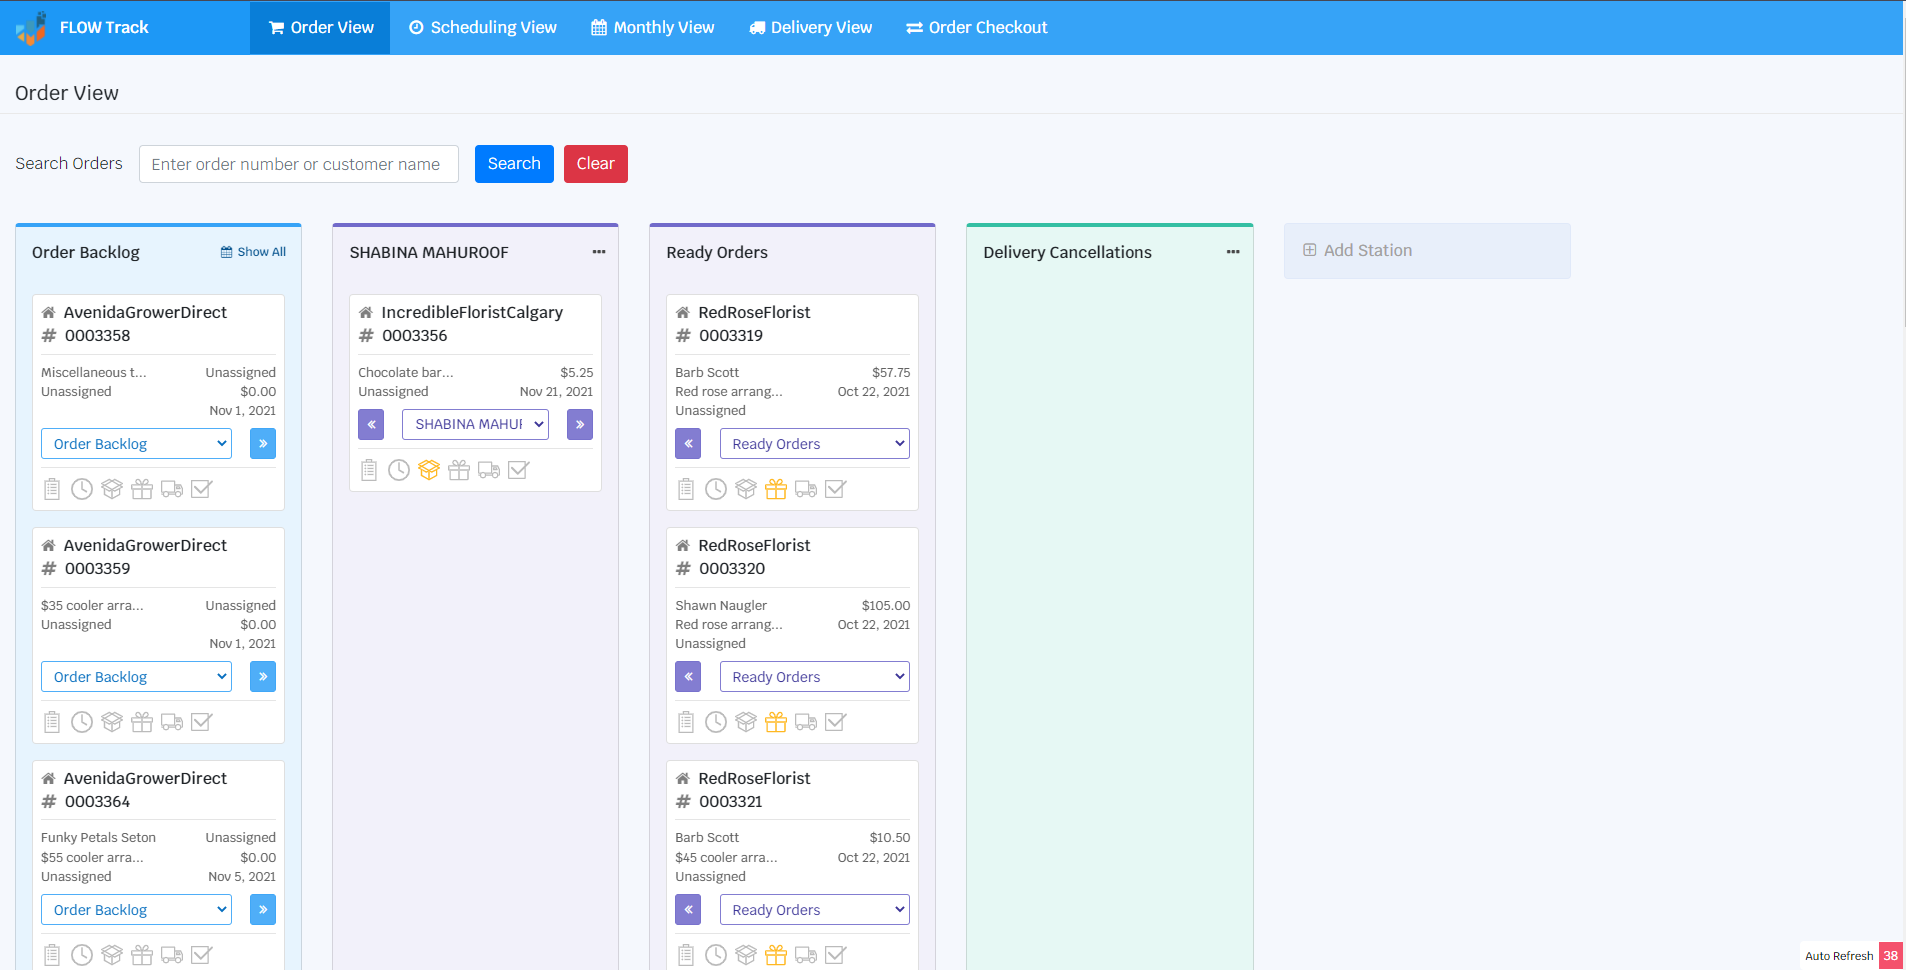 FLOW Track
Order View
Scheduling View
Monthly View
Delivery View
Order Checkout
Order View
Search Orders
Enter order number or customer name
Search
Clear
Order Backlog
Show All
AvenidaGrowerDirect
# 0003358
Miscellaneous t... Unassigned
Unassigned $0.00
Nov 1, 2021
Order Backlog
»
AvenidaGrowerDirect
# 0003359
$35 cooler arra... Unassigned
Unassigned $0.00
Nov 1, 2021
Order Backlog
»
AvenidaGrowerDirect
# 0003364
Funky Petals Seton Unassigned
$55 cooler arra... $0.00
Unassigned Nov 5, 2021
Order Backlog
»
SHABINA MAHUROOF
IncredibleFloristCalgary
# 0003356
Chocolate bar... $5.25
Unassigned Nov 21, 2021
« SHABINA MAHUR »
Ready Orders
RedRoseFlorist
# 0003319
Barb Scott $57.75
Red rose arrang... Oct 22, 2021
Unassigned
« Ready Orders
RedRoseFlorist
# 0003320
Shawn Naugler $105.00
Red rose arrang... Oct 22, 2021
Unassigned
« Ready Orders
RedRoseFlorist
# 0003321
Barb Scott $10.50
$45 cooler arra... Oct 22, 2021
Unassigned
« Ready Orders
Delivery Cancellations
Add Station
Auto Refresh 38